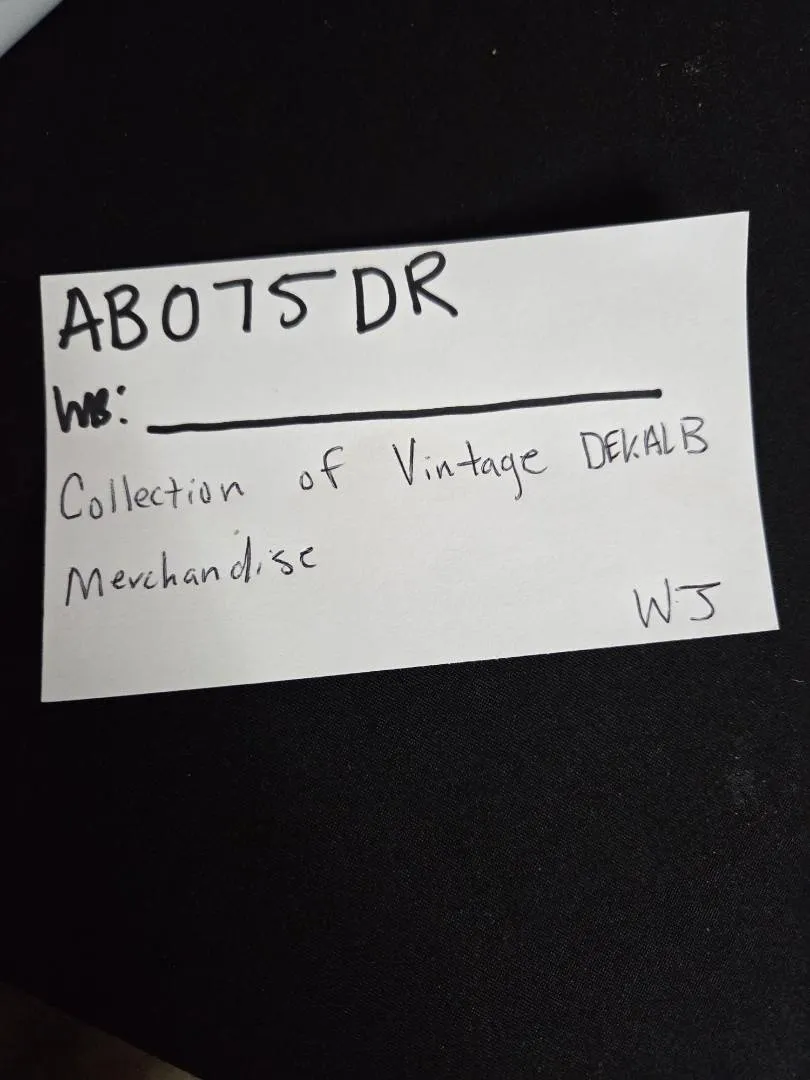 AB075DR
WB: ____________________
Collection of Vintage DEKALB
Merchandise
WJ